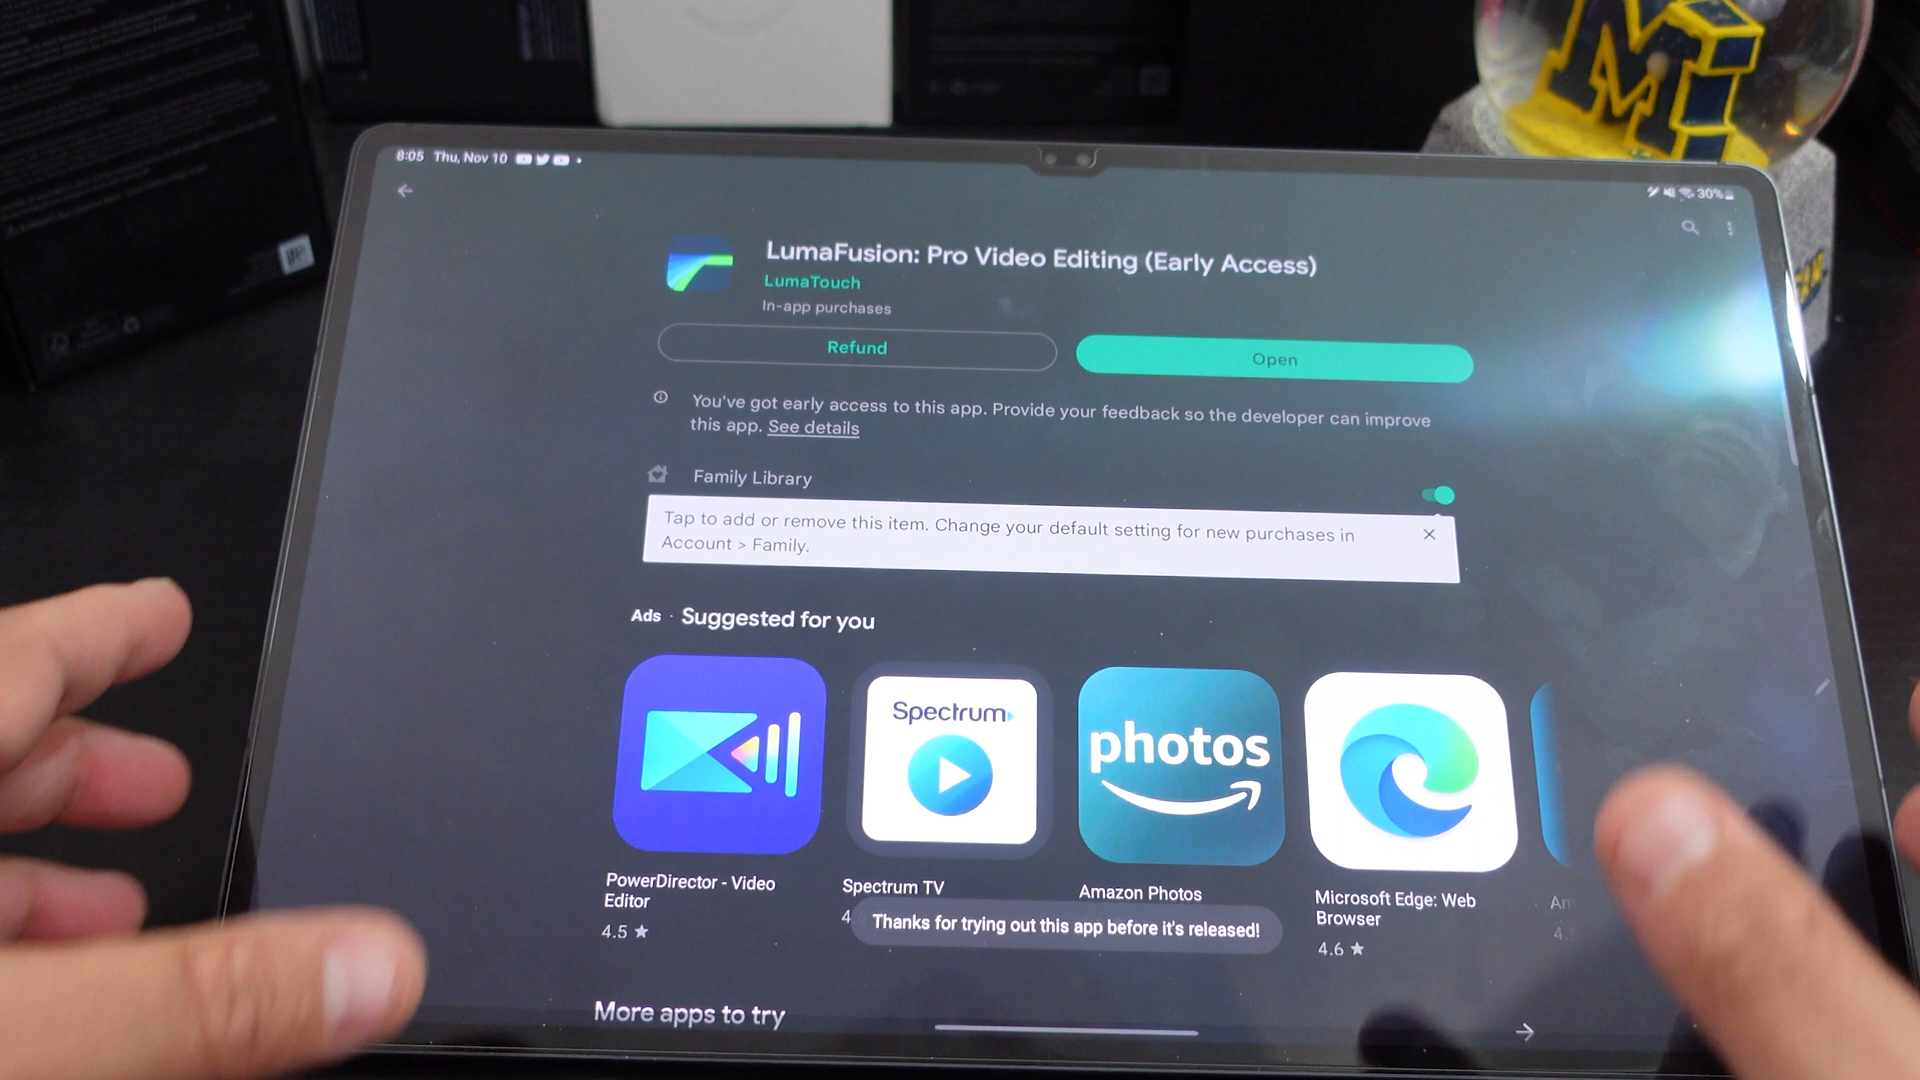 8:05 Thu, Nov 10
30%
LumaFusion: Pro Video Editing (Early Access)
LumaTouch
In-app purchases
Refund
Open
You've got early access to this app. Provide your feedback so the developer can improve
this app. See details
Family Library
Tap to add or remove this item. Change your default setting for new purchases in
Account > Family.
Ads · Suggested for you
Spectrum
photos
PowerDirector - Video
Editor
4.5 ★
Spectrum TV
4
Amazon Photos
Microsoft Edge: Web
Browser
4.6 ★
Thanks for trying out this app before it's released!
More apps to try
M